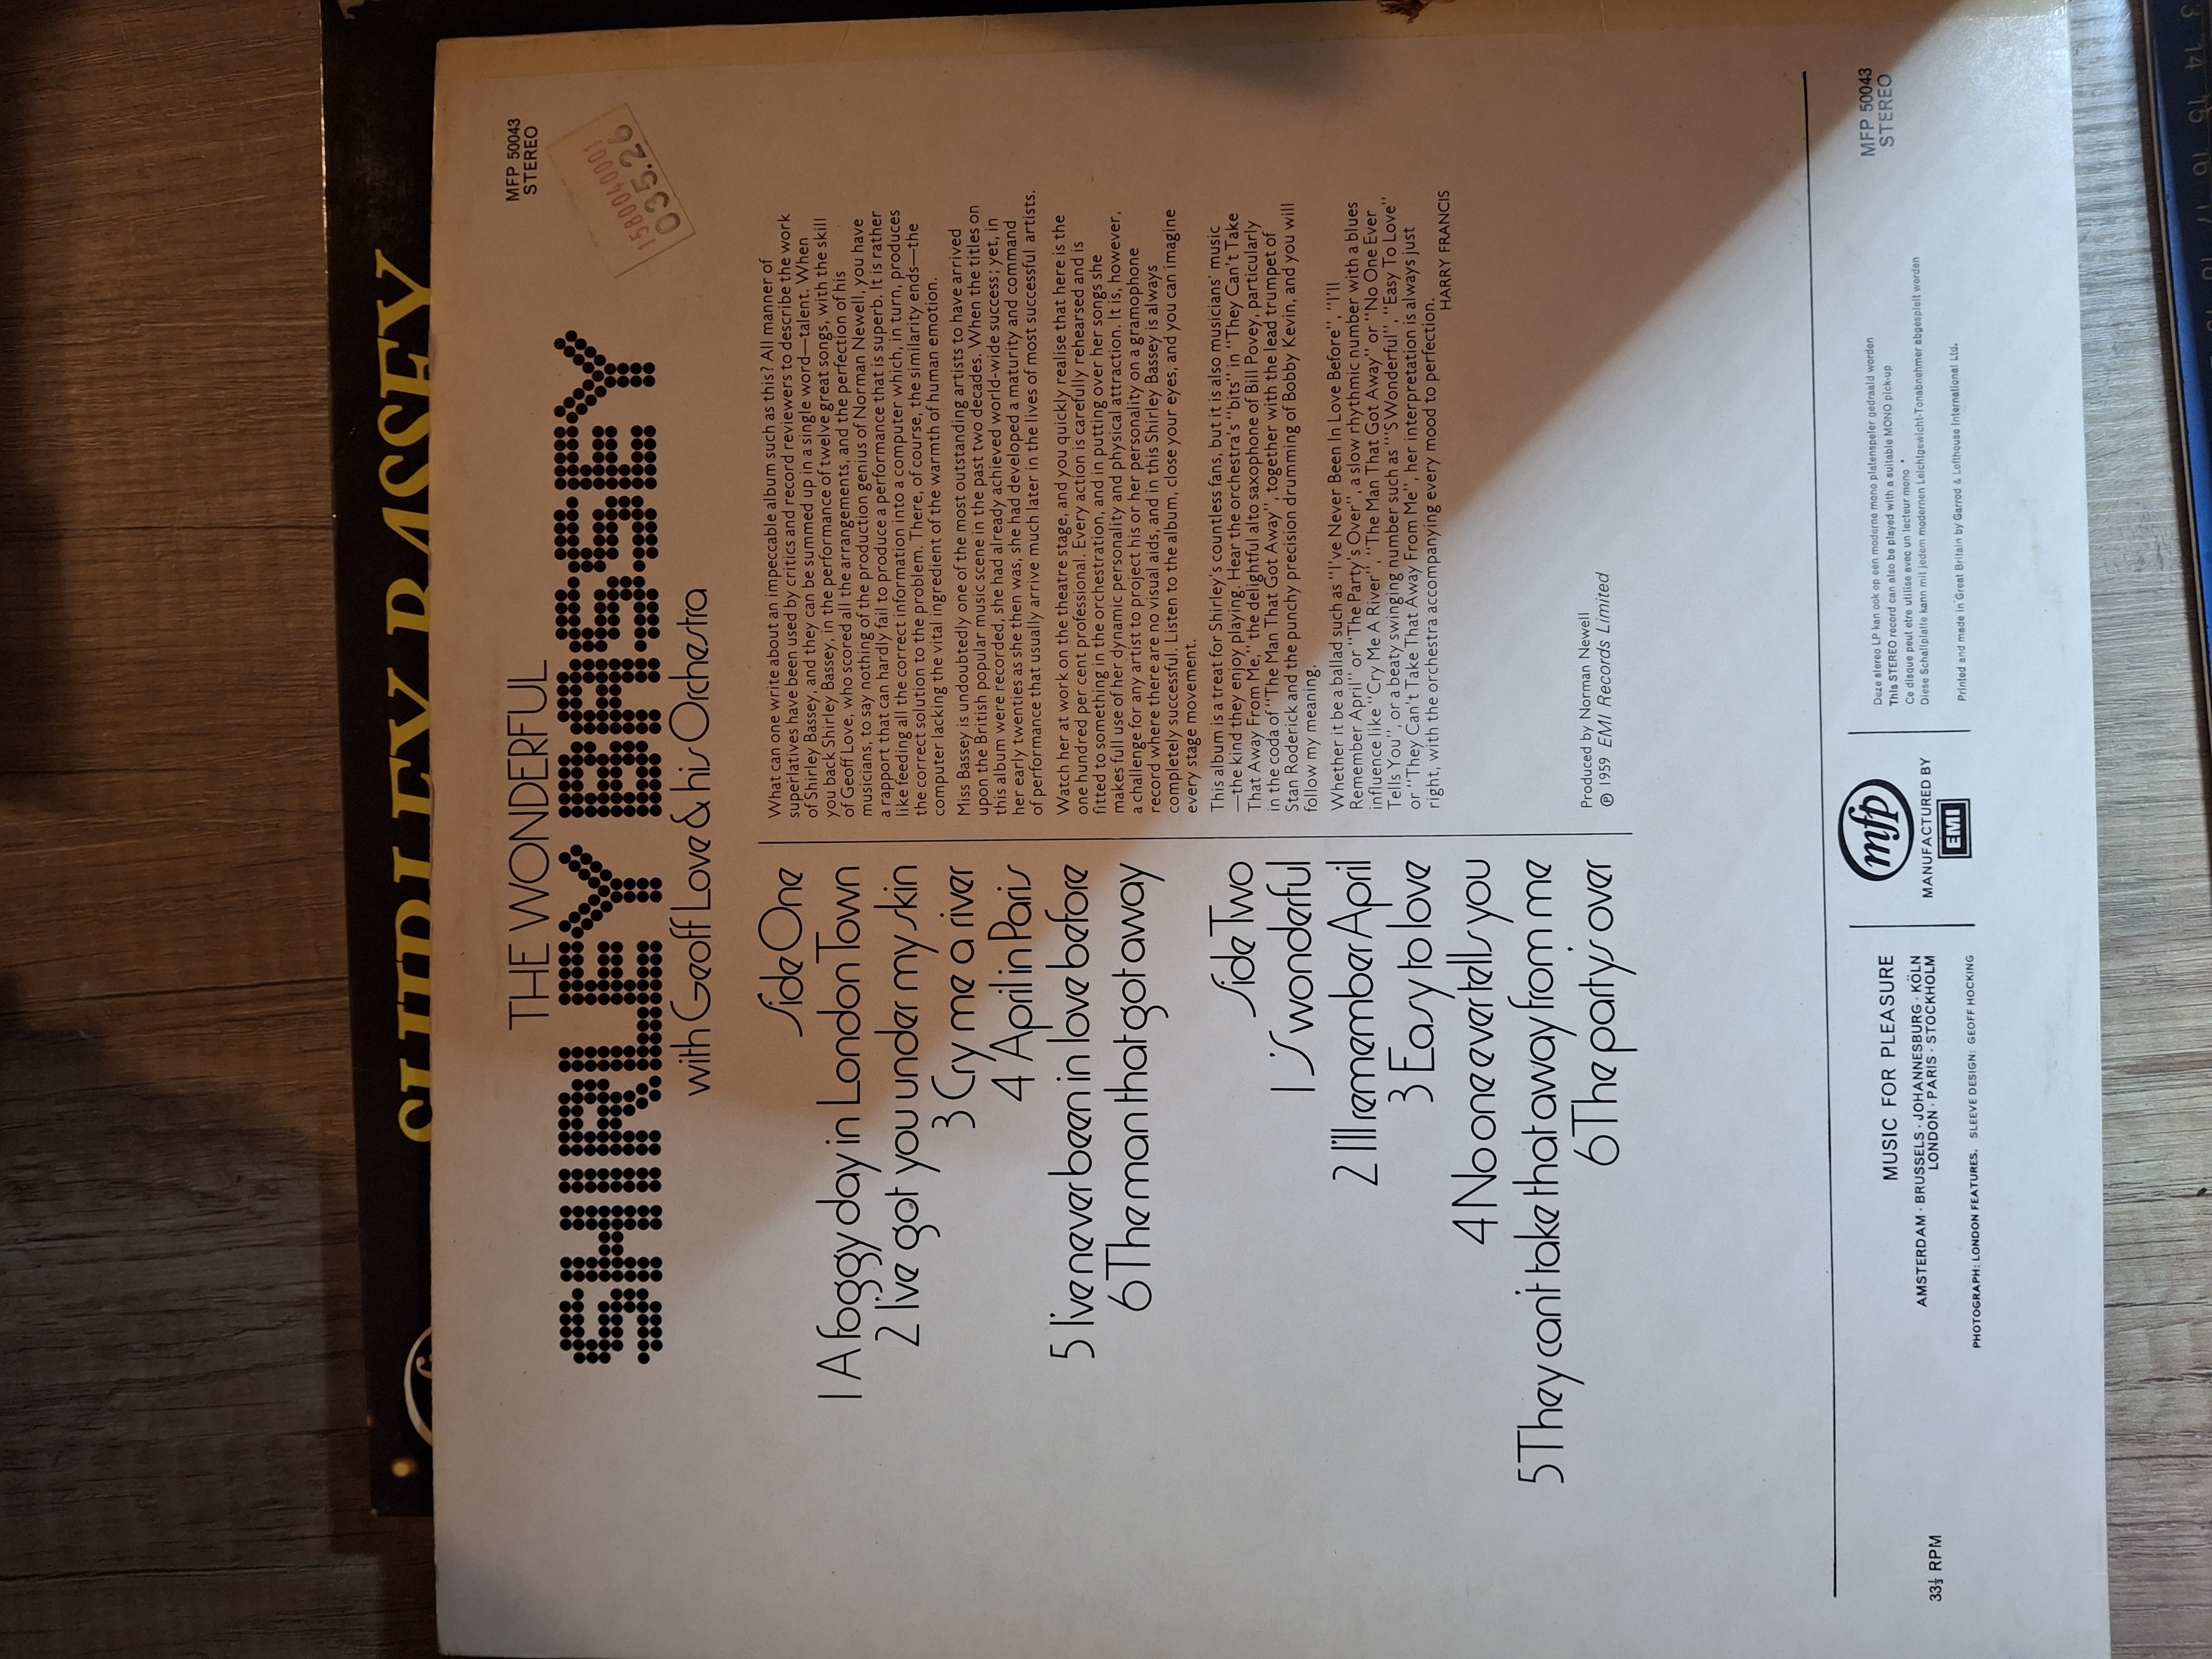 SHIRLEY BASSEY
MFP 50043
STEREO
1580040001
035.26
THE WONDERFUL
SHIRLEY BASSEY
with Geoff Love & his Orchestra
Side One
1 A foggy day in London Town
2 I've got you under my skin
3 Cry me a river
4 April in Paris
5 I've never been in love before
6 The man that got away
Side Two
1 'S wonderful
2 I'll remember April
3 Easy to love
4 No one ever tells you
5 They can't take that away from me
6 The party's over
What can one write about an impeccable album such as this? All manner of
superlatives have been used by critics and record reviewers to describe the work
of Shirley Bassey, and they can be summed up in a single word—talent. When
you back Shirley Bassey, in the performance of twelve great songs, with the skill
of Geoff Love, who scored all the arrangements, and the perfection of his
musicians, to say nothing of the production genius of Norman Newell, you have
a rapport that can hardly fail to produce a performance that is superb. It is rather
like feeding all the correct information into a computer which, in turn, produces
the correct solution to the problem. There, of course, the similarity ends—the
computer lacking the vital ingredient of the warmth of human emotion.
Miss Bassey is undoubtedly one of the most outstanding artists to have arrived
upon the British popular music scene in the past two decades. When the titles on
this album were recorded, she had already achieved world-wide success; yet, in
her early twenties as she then was, she had developed a maturity and command
of performance that usually arrive much later in the lives of most successful artists.
Watch her at work on the theatre stage, and you quickly realise that here is the
one hundred per cent professional. Every action is carefully rehearsed and is
fitted to something in the orchestration, and in putting over her songs she
makes full use of her dynamic personality and physical attraction. It is, however,
a challenge for any artist to project his or her personality on a gramophone
record where there are no visual aids, and in this Shirley Bassey is always
completely successful. Listen to the album, close your eyes, and you can imagine
every stage movement.
This album is a treat for Shirley's countless fans, but it is also musicians' music
—the kind they enjoy playing. Hear the orchestra's "bits" in "They Can't Take
That Away From Me," the delightful alto saxophone of Bill Povey, particularly
in the coda of "The Man That Got Away", together with the lead trumpet of
Stan Roderick and the punchy precision drumming of Bobby Kevin, and you will
follow my meaning.
Whether it be a ballad such as "I've Never Been In Love Before", "I'll
Remember April" or "The Party's Over", a slow rhythmic number with a blues
influence like "Cry Me A River", "The Man That Got Away" or "No One Ever
Tells You", or a beaty swinging number such as "'S Wonderful", "Easy To Love"
or "They Can't Take That Away From Me", her interpretation is always just
right, with the orchestra accompanying every mood to perfection.
HARRY FRANCIS
Produced by Norman Newell
℗ 1959 EMI Records Limited
33⅓ RPM
MUSIC FOR PLEASURE
AMSTERDAM · BRUSSELS · JOHANNESBURG · KÖLN
LONDON · PARIS · STOCKHOLM
PHOTOGRAPH: LONDON FEATURES. SLEEVE DESIGN: GEOFF HOCKING
mfp
MANUFACTURED BY
EMI
Deze stereo LP kan ook op een moderne mono platenspeler gedraaid worden
This STEREO record can also be played with a suitable MONO pick-up
Ce disque peut etre utilise avec un lecteur mono
Diese Schallplatte kann mit jedem modernen Leichtgewicht-Tonabnehmer abgespielt werden
Printed and made in Great Britain by Garrod & Lofthouse International Ltd.
MFP 50043
STEREO